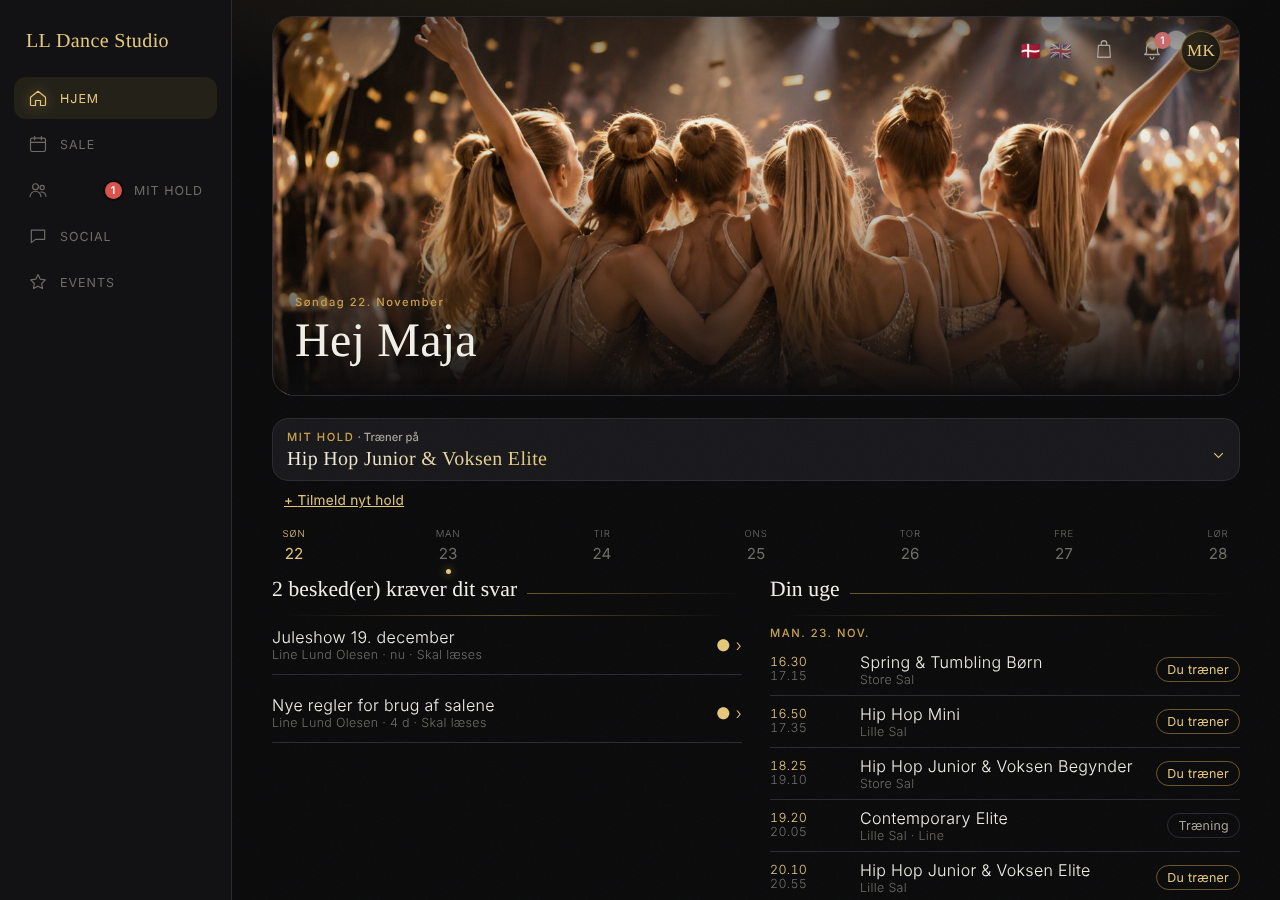 LL Dance Studio
HJEM
SALE
1 MIT HOLD
SOCIAL
EVENTS
1
MK
Søndag 22. November
Hej Maja
MIT HOLD · Træner på
Hip Hop Junior & Voksen Elite
+ Tilmeld nyt hold
SØN MAN TIR ONS TOR FRE LØR
22 23 24 25 26 27 28
2 besked(er) kræver dit svar
Juleshow 19. december
Line Lund Olesen · nu · Skal læses
Nye regler for brug af salene
Line Lund Olesen · 4 d · Skal læses
Din uge
MAN. 23. NOV.
16.30 Spring & Tumbling Børn Du træner
17.15 Store Sal
16.50 Hip Hop Mini Du træner
17.35 Lille Sal
18.25 Hip Hop Junior & Voksen Begynder Du træner
19.10 Store Sal
19.20 Contemporary Elite Træning
20.05 Lille Sal · Line
20.10 Hip Hop Junior & Voksen Elite Du træner
20.55 Lille Sal